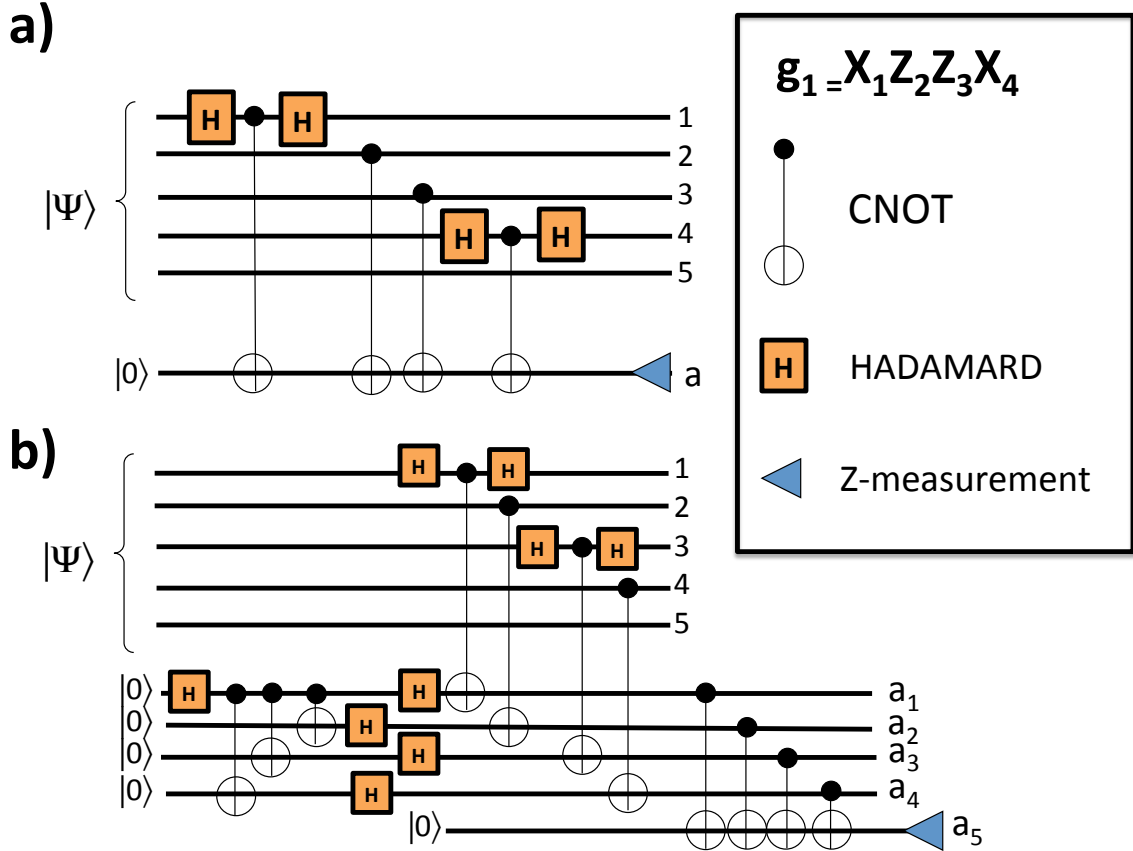 a)
H H 1
2
3
|Ψ⟩
H H 4
5
|0⟩ a
b)
H H 1
2
H H 3
|Ψ⟩
4
5
|0⟩ H H a₁
|0⟩ H a₂
|0⟩ H a₃
|0⟩ H a₄
|0⟩ a₅
g₁ ₌X₁Z₂Z₃X₄
CNOT
H HADAMARD
Z-measurement